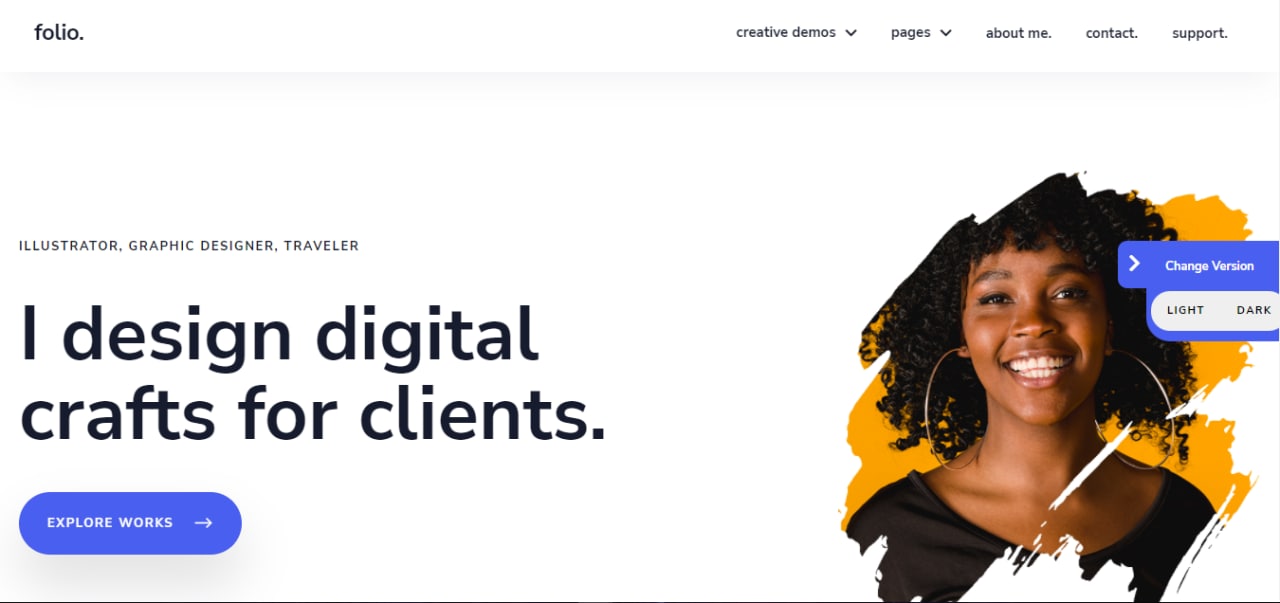 folio.
creative demos
pages
about me.
contact.
support.
ILLUSTRATOR, GRAPHIC DESIGNER, TRAVELER
I design digital
crafts for clients.
EXPLORE WORKS
Change Version
LIGHT DARK